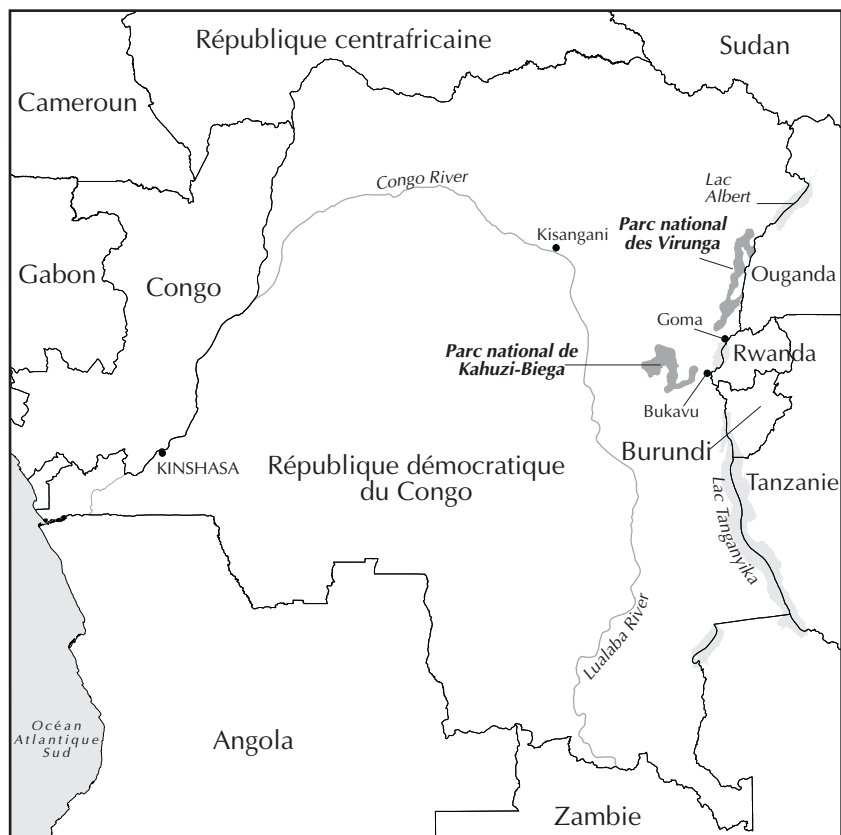 République centrafricaine
Sudan
Cameroun
Congo River
Lac
Albert
Parc national
des Virunga
Kisangani
Gabon
Congo
Ouganda
Goma
Parc national de
Kahuzi-Biega
Rwanda
Bukavu
Burundi
KINSHASA
République démocratique
du Congo
Tanzanie
Lac Tanganyika
Lualaba River
Océan
Atlantique
Sud
Angola
Zambie